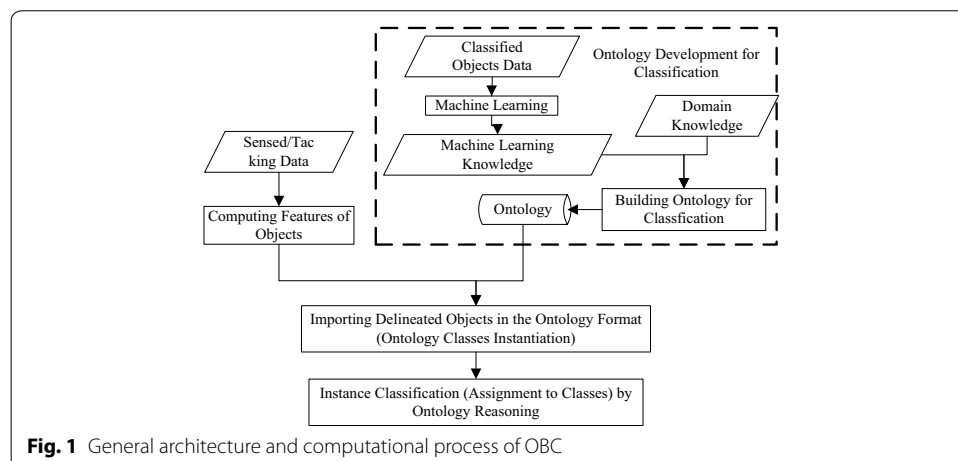 Classified
Objects Data
Ontology Development for
Classification
Machine Learning
Domain
Knowledge
Machine Learning
Knowledge
Sensed/Tac
king Data
Ontology
Building Ontology for
Classfication
Computing Features of
Objects
Importing Delineated Objects in the Ontology Format
(Ontology Classes Instantiation)
Instance Classification (Assignment to Classes) by
Ontology Reasoning
Fig. 1 General architecture and computational process of OBC